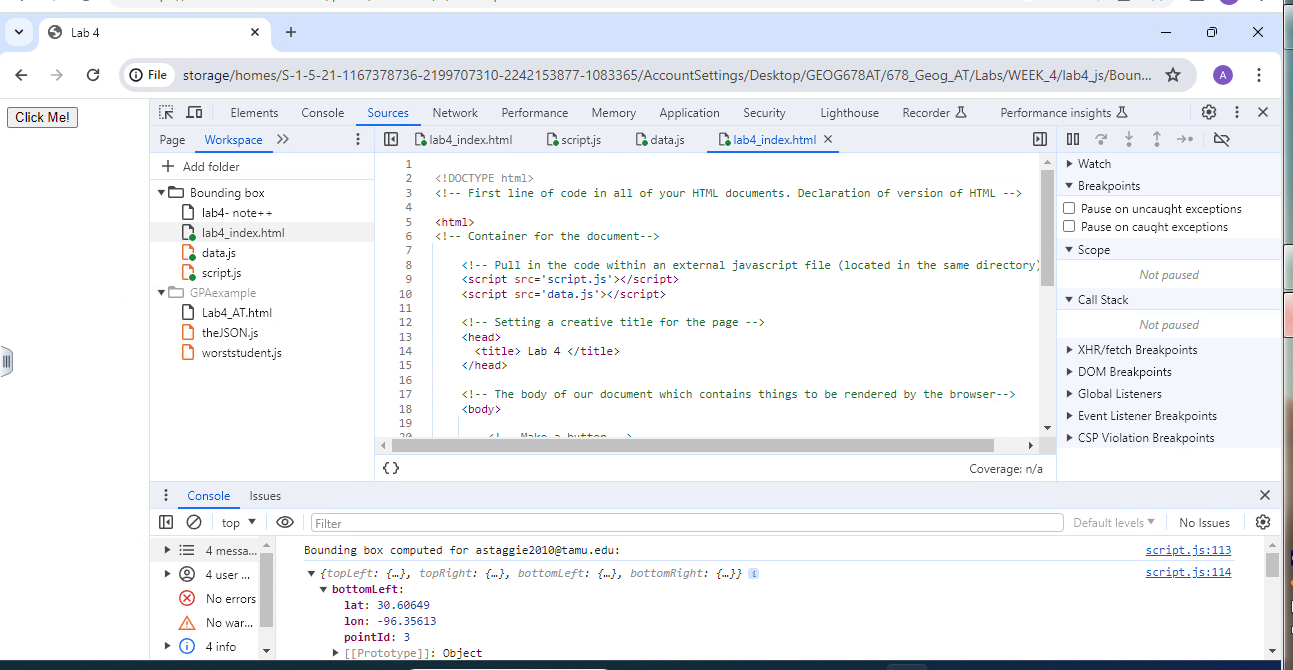 Lab 4
File storage/homes/S-1-5-21-1167378736-2199707310-2242153877-1083365/AccountSettings/Desktop/GEOG678AT/678_Geog_AT/Labs/WEEK_4/lab4_js/Boun... A
Click Me!
Elements Console Sources Network Performance Memory Application Security Lighthouse Recorder Performance insights
Page Workspace
lab4_index.html script.js data.js lab4_index.html
Add folder
Bounding box
lab4- note++
lab4_index.html
data.js
script.js
GPAexample
Lab4_AT.html
theJSON.js
worststudent.js
1
2 <!DOCTYPE html>
3 <!-- First line of code in all of your HTML documents. Declaration of version of HTML -->
4
5 <html>
6 <!-- Container for the document-->
7
8 <!-- Pull in the code within an external javascript file (located in the same directory)
9 <script src='script.js'></script>
10 <script src='data.js'></script>
11
12 <!-- Setting a creative title for the page -->
13 <head>
14 <title> Lab 4 </title>
15 </head>
16
17 <!-- The body of our document which contains things to be rendered by the browser-->
18 <body>
19
20 <!-- Make a button -->
{} Coverage: n/a
Watch
Breakpoints
Pause on uncaught exceptions
Pause on caught exceptions
Scope
Not paused
Call Stack
Not paused
XHR/fetch Breakpoints
DOM Breakpoints
Global Listeners
Event Listener Breakpoints
CSP Violation Breakpoints
Console Issues
top Filter Default levels No Issues
4 messa...
4 user ...
No errors
No war...
4 info
Bounding box computed for astaggie2010@tamu.edu: script.js:113
{topLeft: {…}, topRight: {…}, bottomLeft: {…}, bottomRight: {…}} script.js:114
bottomLeft:
lat: 30.60649
lon: -96.35613
pointId: 3
[[Prototype]]: Object